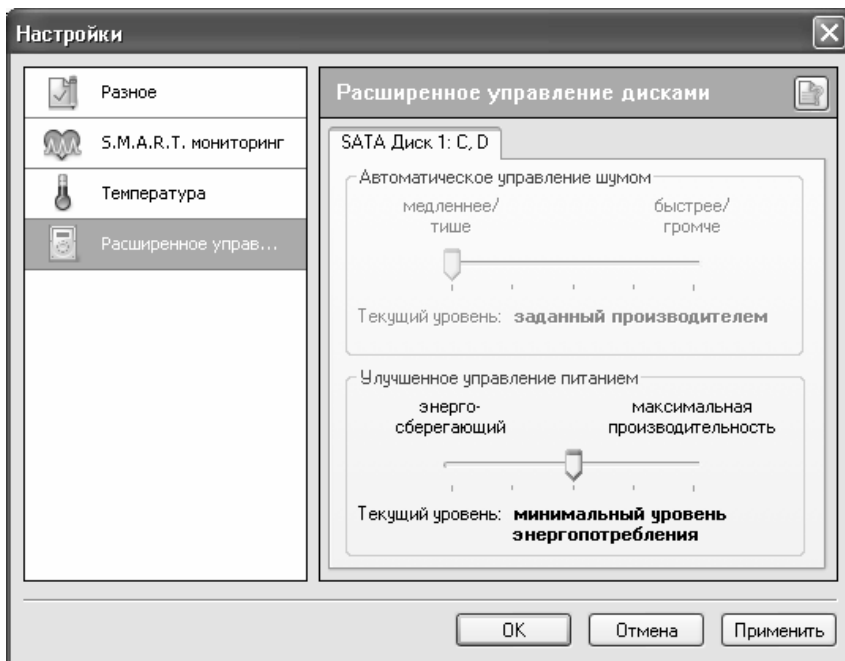 Настройки
Разное
S.M.A.R.T. мониторинг
Температура
Расширенное управ...
Расширенное управление дисками
SATA Диск 1: C, D
Автоматическое управление шумом
медленнее/
тише
быстрее/
громче
Текущий уровень: заданный производителем
Улучшенное управление питанием
энерго-
сберегающий
максимальная
производительность
Текущий уровень: минимальный уровень
энергопотребления
OK
Отмена
Применить